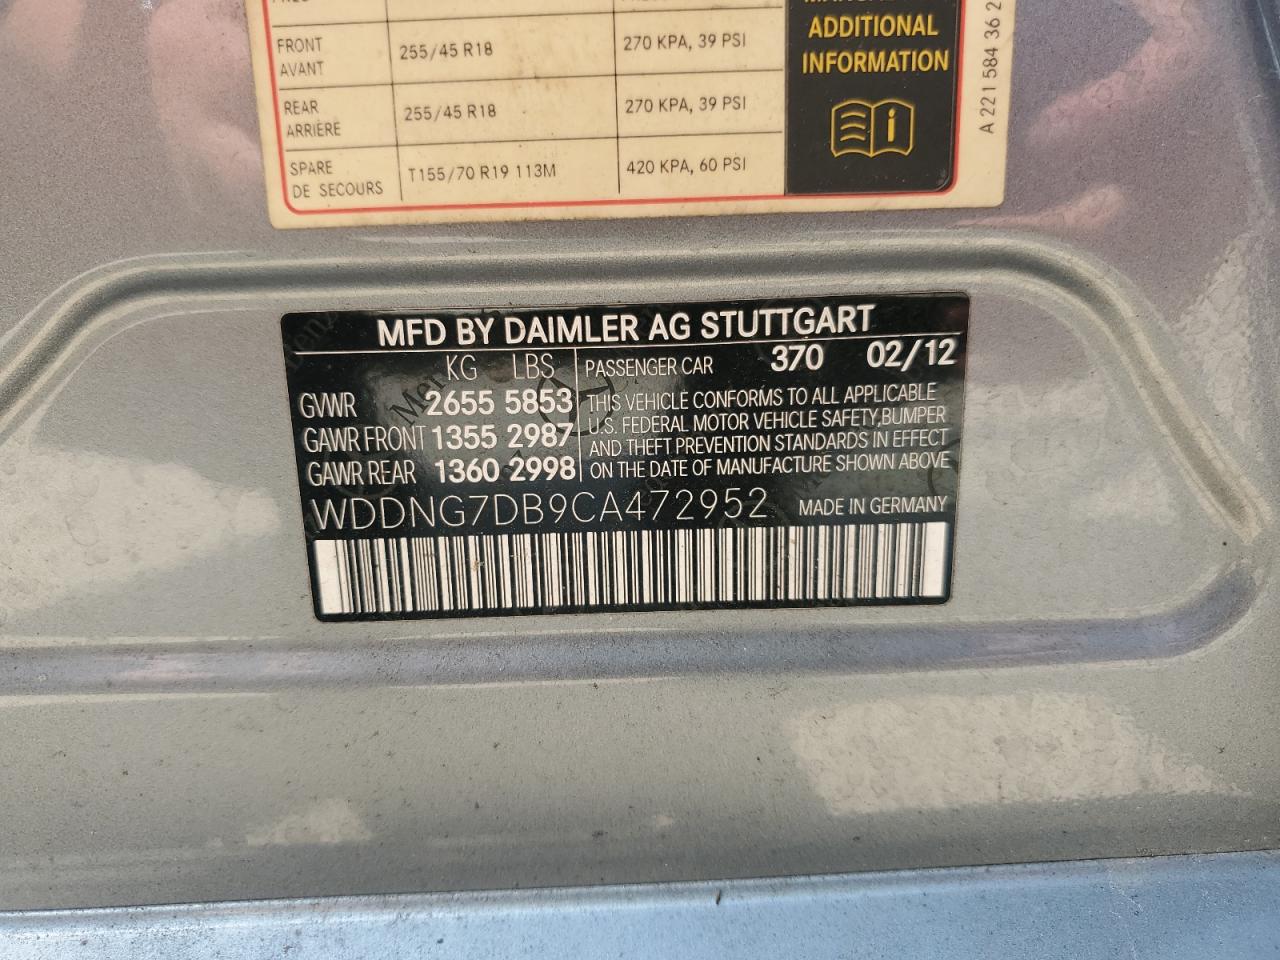 FRONT 255/45 R18 270 KPA, 39 PSI
AVANT
REAR 255/45 R18 270 KPA, 39 PSI
ARRIÈRE
SPARE T155/70 R19 113M 420 KPA, 60 PSI
DE SECOURS
ADDITIONAL
INFORMATION
i
A 221 584 36 2
MFD BY DAIMLER AG STUTTGART
KG LBS PASSENGER CAR 370 02/12
GVWR 2655 5853 THIS VEHICLE CONFORMS TO ALL APPLICABLE
GAWR FRONT 1355 2987 U.S. FEDERAL MOTOR VEHICLE SAFETY,BUMPER
AND THEFT PREVENTION STANDARDS IN EFFECT
GAWR REAR 1360 2998 ON THE DATE OF MANUFACTURE SHOWN ABOVE
WDDNG7DB9CA472952 MADE IN GERMANY